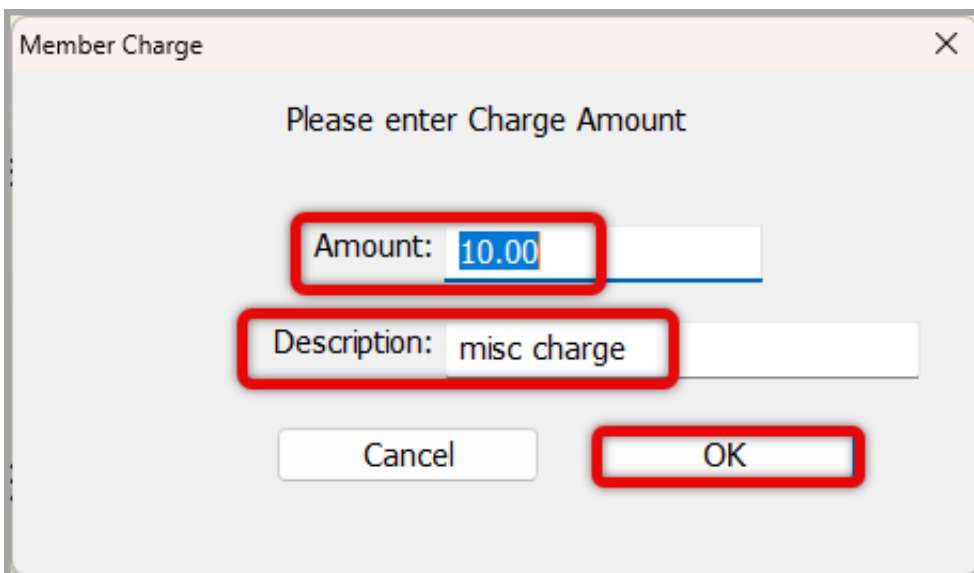 Member Charge
Please enter Charge Amount
Amount: 10.00
Description: misc charge
Cancel OK